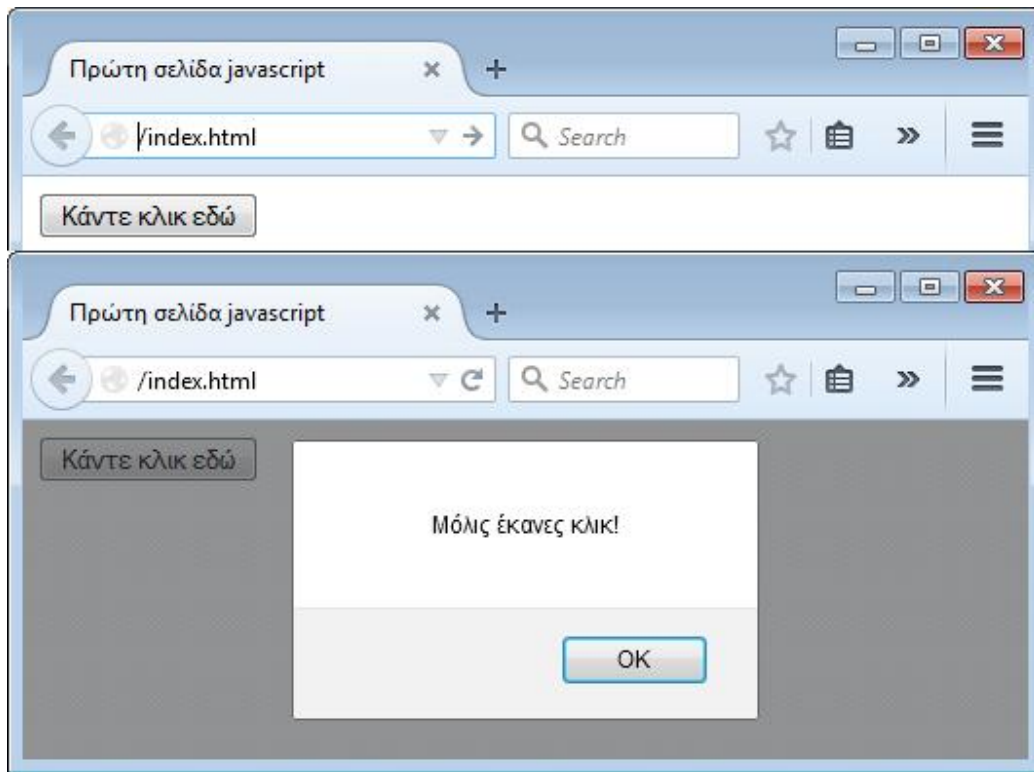 Πρώτη σελίδα javascript
/index.html
Search
Κάντε κλικ εδώ
Πρώτη σελίδα javascript
/index.html
Search
Κάντε κλικ εδώ
Μόλις έκανες κλικ!
OK